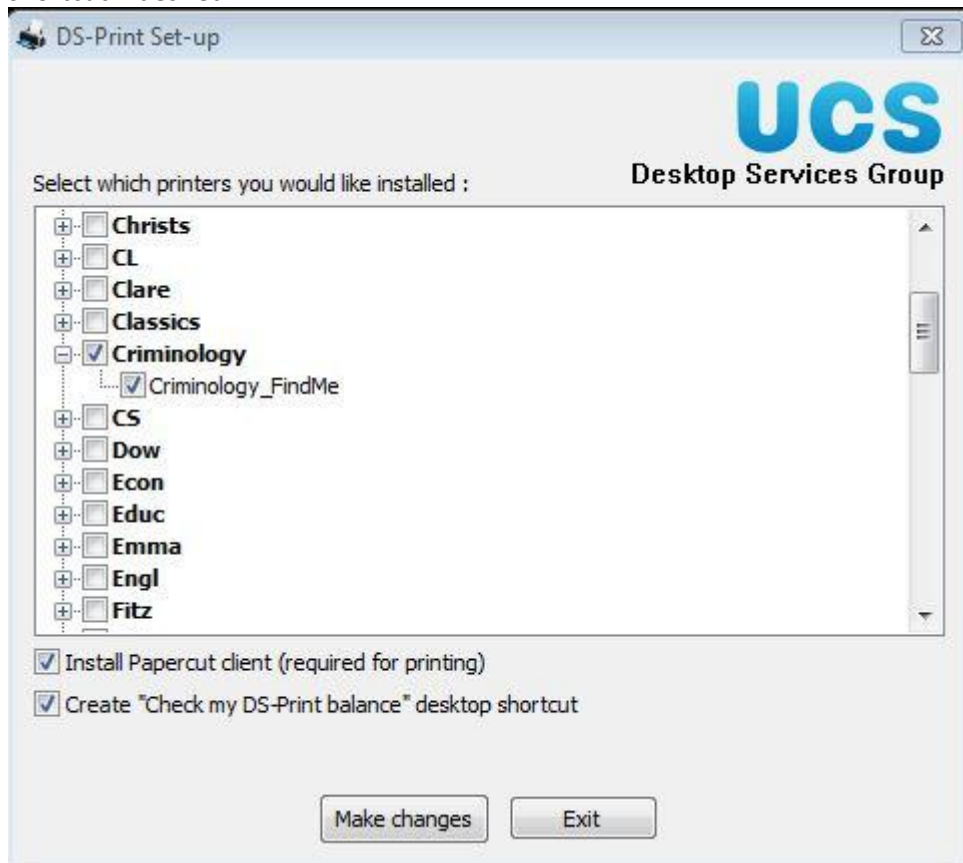 DS-Print Set-up
UCS
Desktop Services Group
Select which printers you would like installed :
Christs
CL
Clare
Classics
Criminology
Criminology_FindMe
CS
Dow
Econ
Educ
Emma
Engl
Fitz
Install Papercut client (required for printing)
Create "Check my DS-Print balance" desktop shortcut
Make changes
Exit